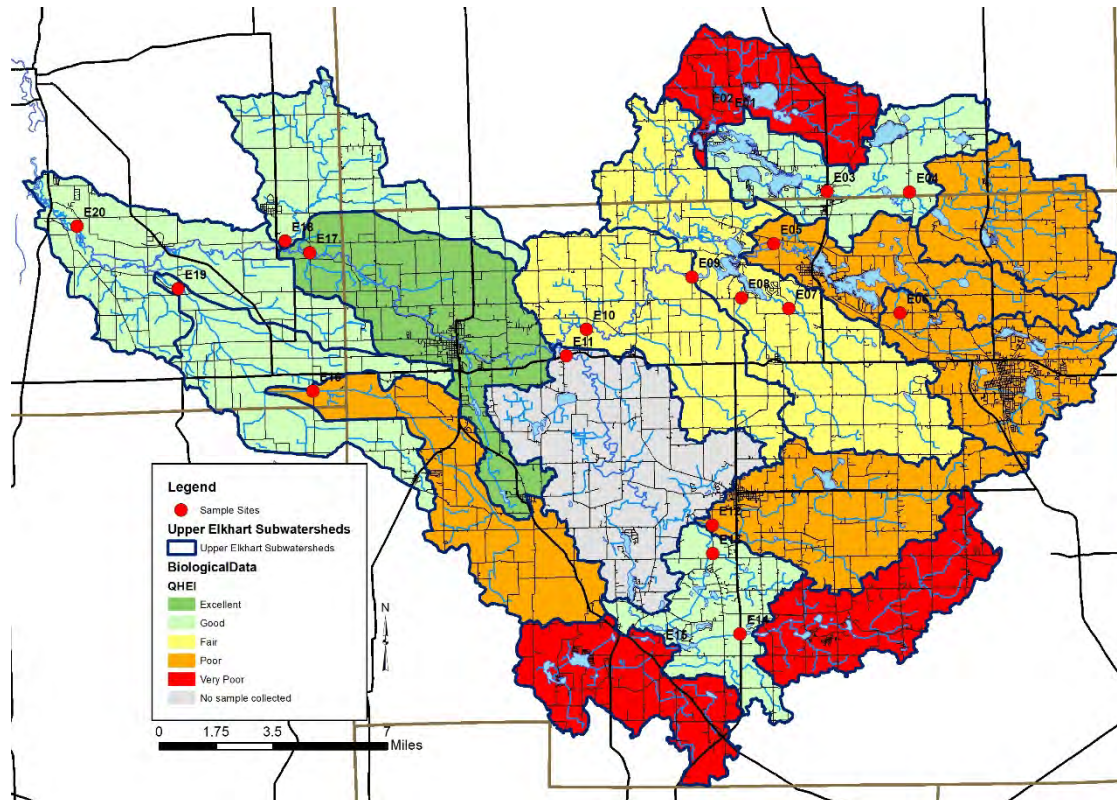 E02
E01
E03
E04
E20
E18
E17
E05
E19
E09
E08
E07
E06
E10
E11
E16
E12
E13
E14
E15
Legend
Sample Sites
Upper Elkhart Subwatersheds
Upper Elkhart Subwatersheds
BiologicalData
QHEI
Excellent
Good
Fair
Poor
Very Poor
No sample collected
N
0 1.75 3.5 7
Miles